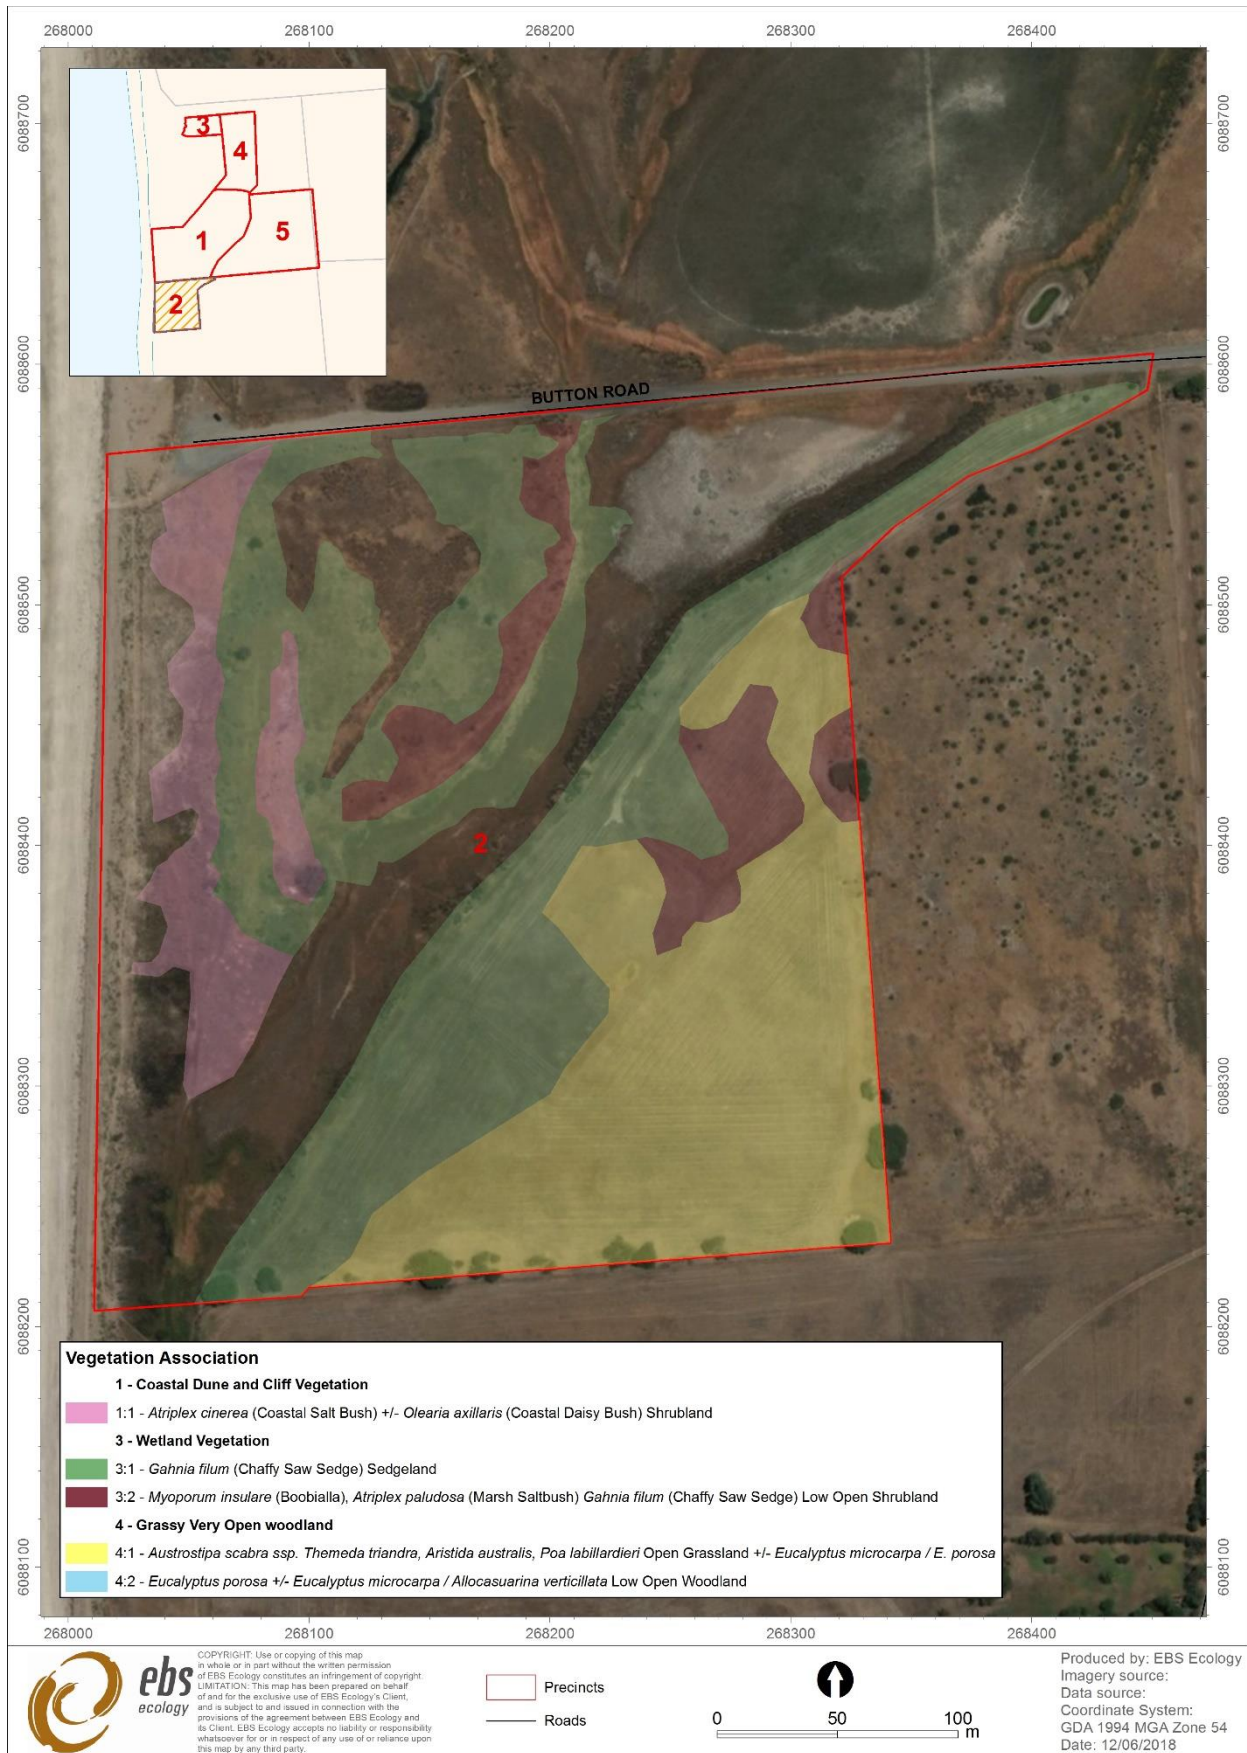 268000 268100 268200 268300 268400
6088700
6088600
6088500
6088400
6088300
6088200
6088100
6088700
6088600
6088500
6088400
6088300
6088200
6088100
3
4
1
5
2
BUTTON ROAD
2
Vegetation Association
1 - Coastal Dune and Cliff Vegetation
1:1 - Atriplex cinerea (Coastal Salt Bush) +/- Olearia axillaris (Coastal Daisy Bush) Shrubland
3 - Wetland Vegetation
3:1 - Gahnia filum (Chaffy Saw Sedge) Sedgeland
3:2 - Myoporum insulare (Boobialla), Atriplex paludosa (Marsh Saltbush) Gahnia filum (Chaffy Saw Sedge) Low Open Shrubland
4 - Grassy Very Open woodland
4:1 - Austrostipa scabra ssp. Themeda triandra, Aristida australis, Poa labillardieri Open Grassland +/- Eucalyptus microcarpa / E. porosa
4:2 - Eucalyptus porosa +/- Eucalyptus microcarpa / Allocasuarina verticillata Low Open Woodland
268000 268100 268200 268300 268400
ebs
ecology
COPYRIGHT: Use or copying of this map
in whole or in part without the written permission
of EBS Ecology constitutes an infringement of copyright.
LIMITATION: This map has been prepared on behalf
of and for the exclusive use of EBS Ecology's Client,
and is subject to and issued in connection with the
provisions of the agreement between EBS Ecology and
its Client. EBS Ecology accepts no liability or responsibility
whatsoever for or in respect of any use of or reliance upon
this map by any third party.
Precincts
Roads
0 50 100
m
Produced by: EBS Ecology
Imagery source:
Data source:
Coordinate System:
GDA 1994 MGA Zone 54
Date: 12/06/2018